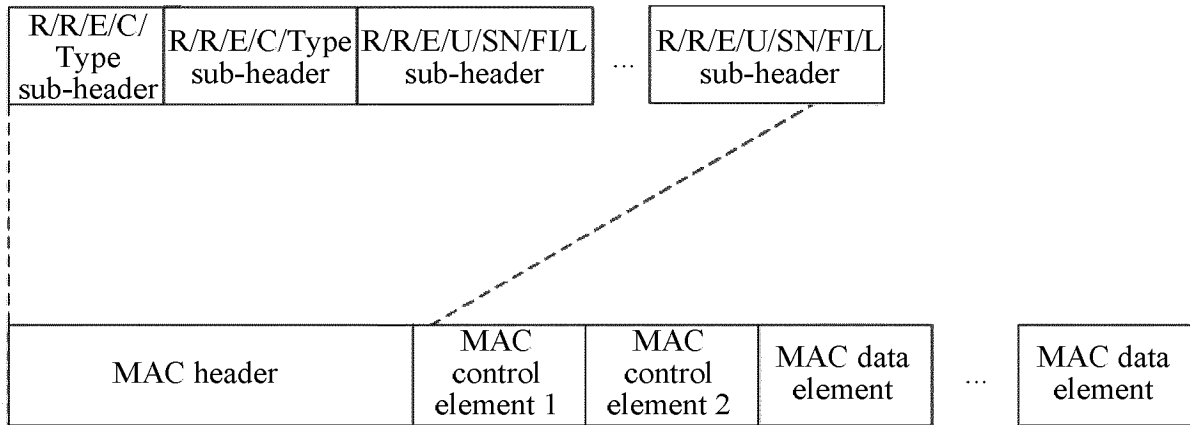 R/R/E/C/
Type
sub-header
R/R/E/C/Type
sub-header
R/R/E/U/SN/FI/L
sub-header
...
R/R/E/U/SN/FI/L
sub-header
MAC header
MAC
control
element 1
MAC
control
element 2
MAC data
element
...
MAC data
element